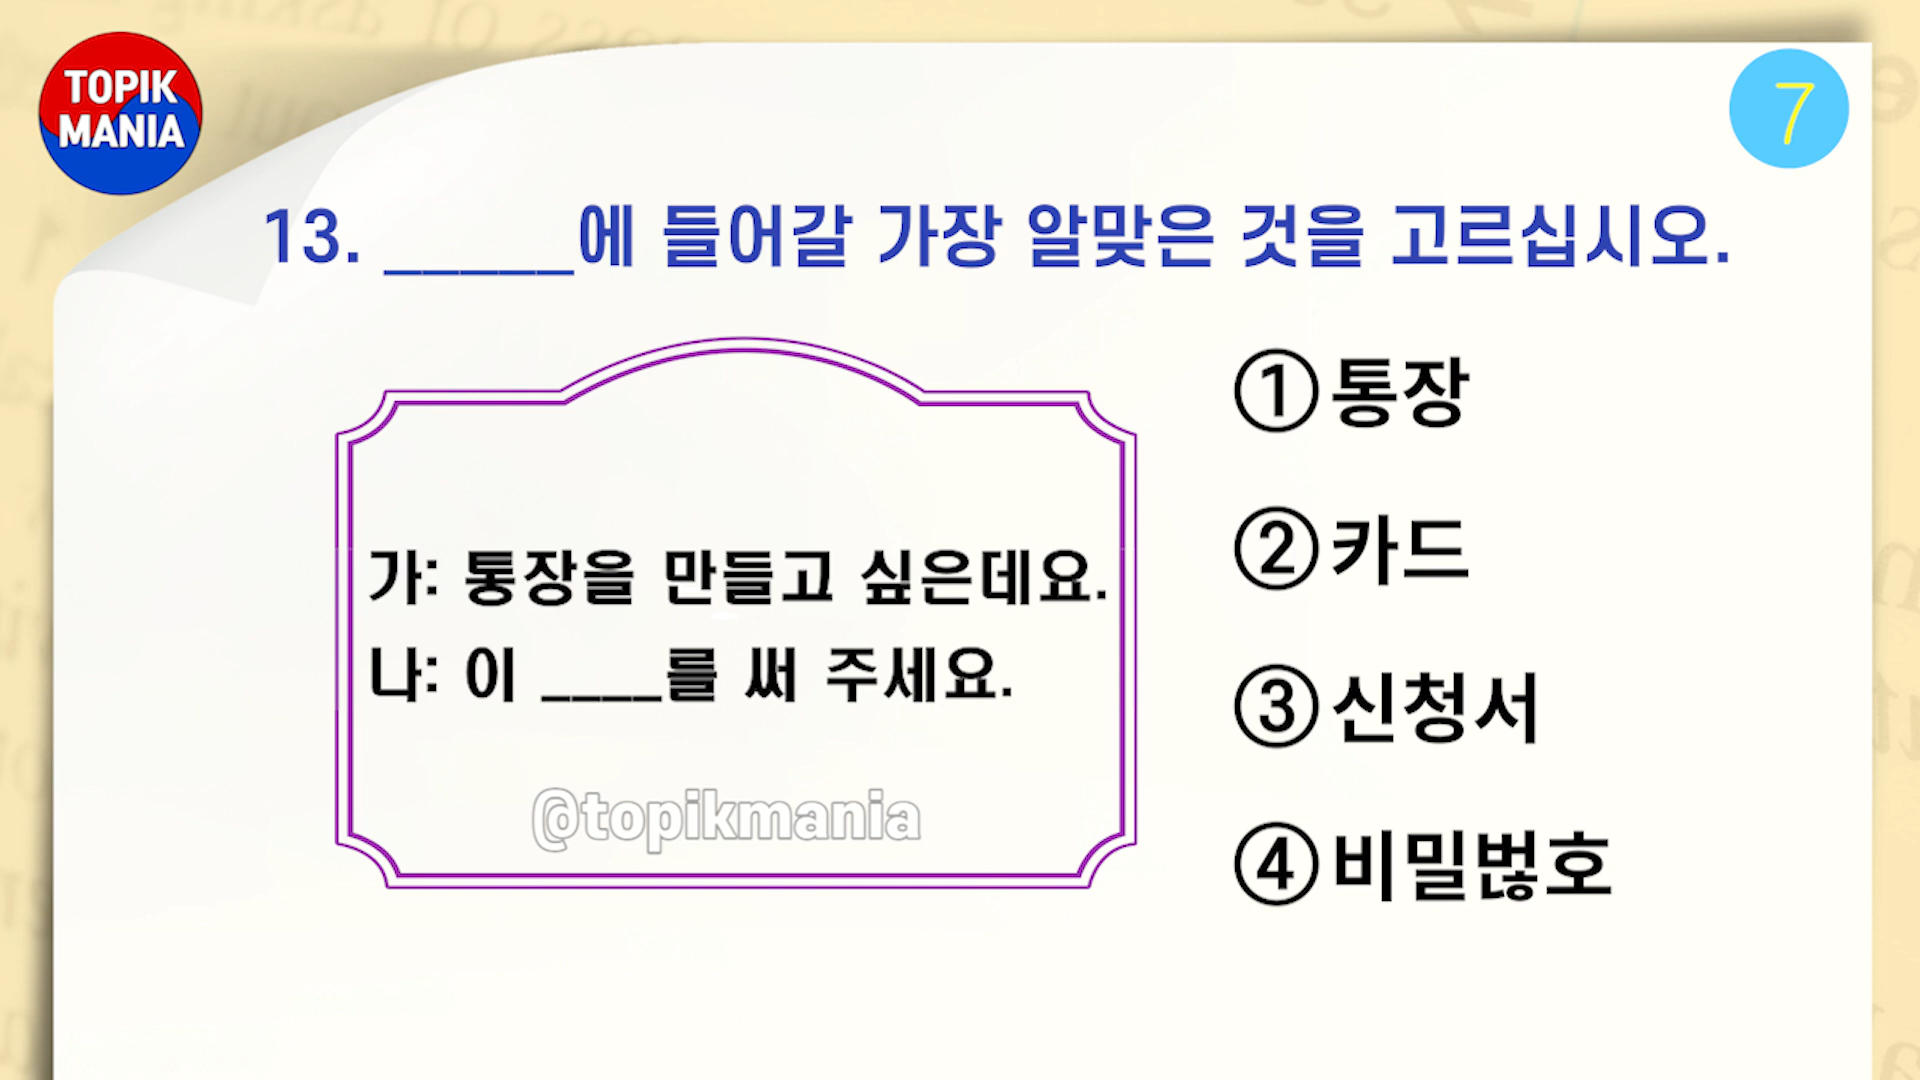 TOPIK
MANIA
7
13. _____에 들어갈 가장 알맞은 것을 고르십시오.
가: 통장을 만들고 싶은데요.
나: 이 ____를 써 주세요.
@topikmania
①통장
②카드
③신청서
④비밀벊호